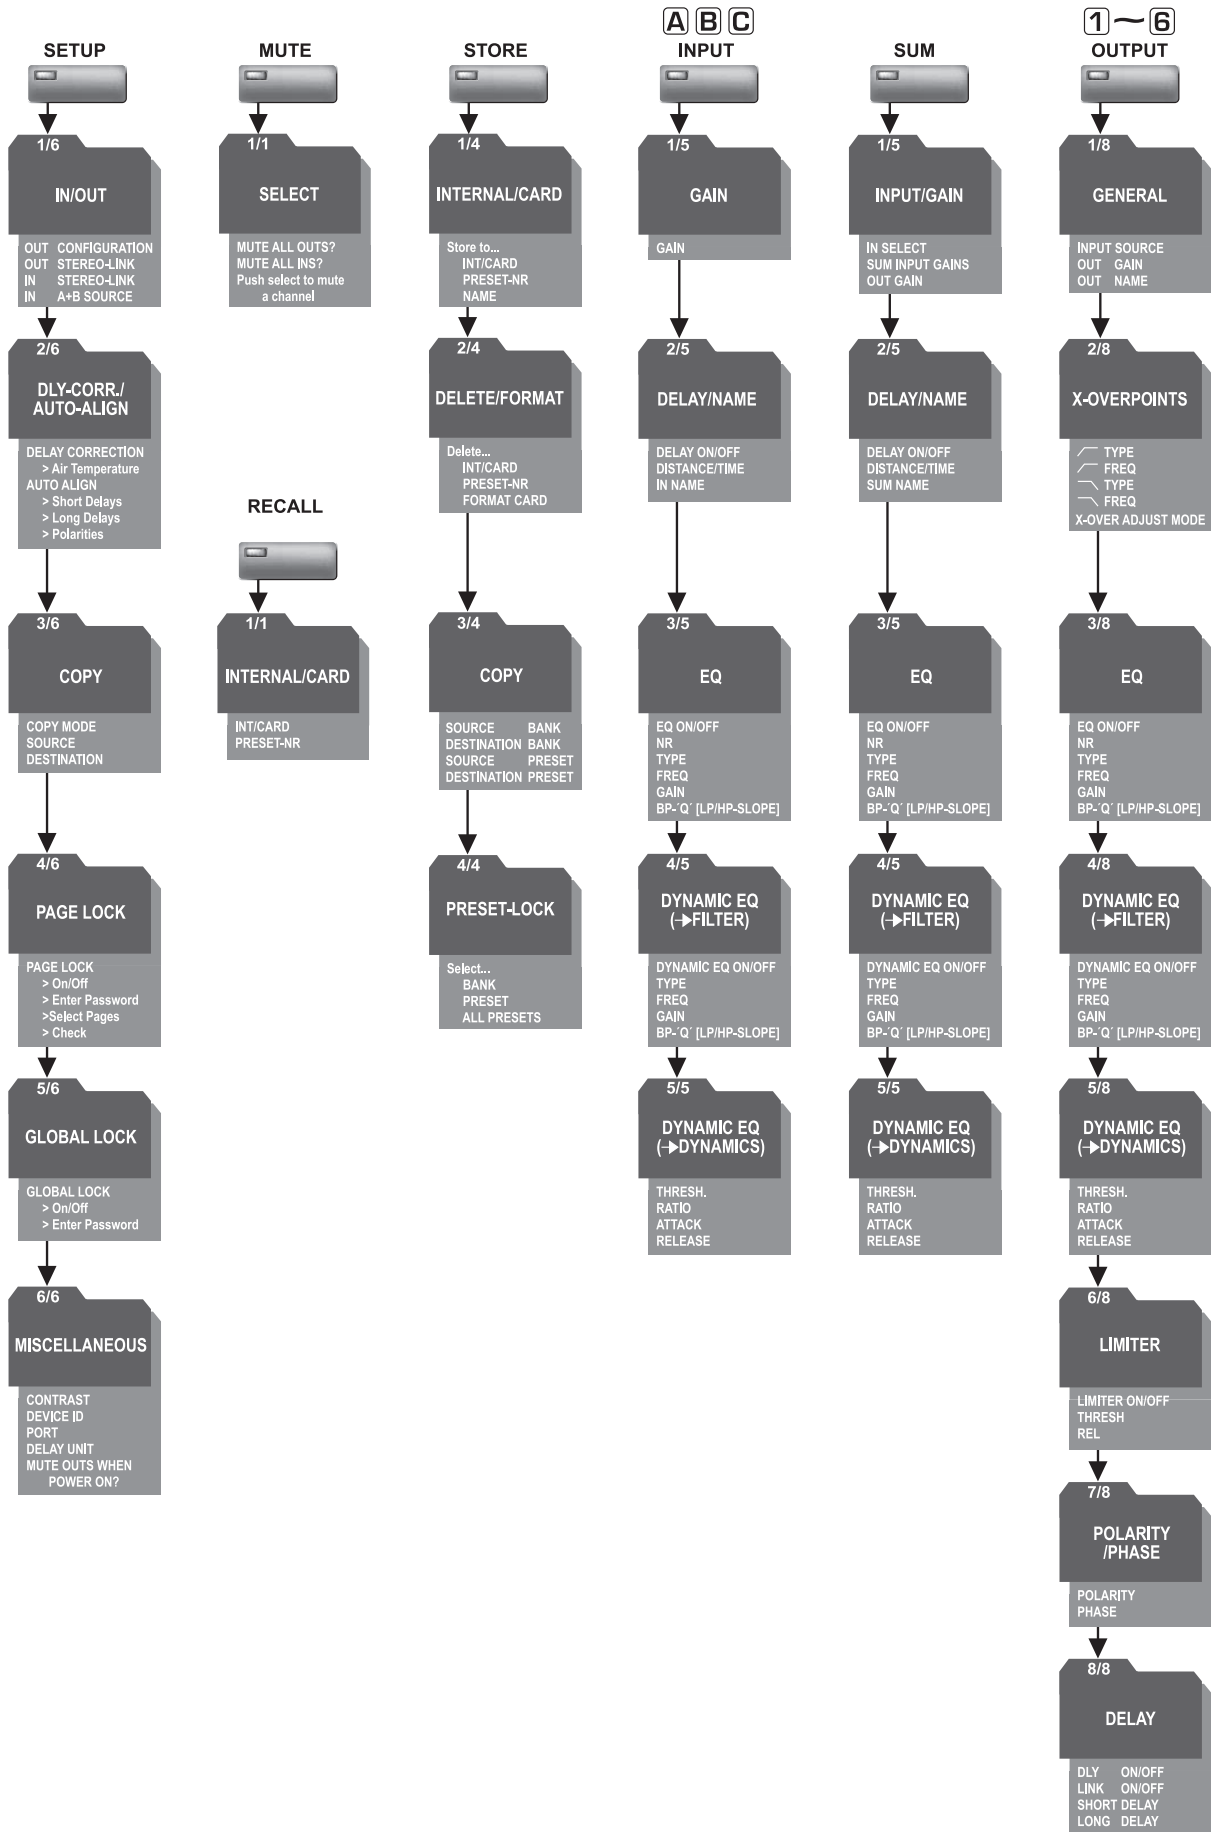 SETUP
1/6
IN/OUT
OUT CONFIGURATION
OUT STEREO-LINK
IN STEREO-LINK
IN A+B SOURCE
2/6
DLY-CORR./
AUTO-ALIGN
DELAY CORRECTION
> Air Temperature
AUTO ALIGN
> Short Delays
> Long Delays
> Polarities
3/6
COPY
COPY MODE
SOURCE
DESTINATION
4/6
PAGE LOCK
PAGE LOCK
> On/Off
> Enter Password
>Select Pages
> Check
5/6
GLOBAL LOCK
GLOBAL LOCK
> On/Off
> Enter Password
6/6
MISCELLANEOUS
CONTRAST
DEVICE ID
PORT
DELAY UNIT
MUTE OUTS WHEN
POWER ON?
MUTE
1/1
SELECT
MUTE ALL OUTS?
MUTE ALL INS?
Push select to mute
a channel
RECALL
1/1
INTERNAL/CARD
INT/CARD
PRESET-NR
STORE
1/4
INTERNAL/CARD
Store to...
INT/CARD
PRESET-NR
NAME
2/4
DELETE/FORMAT
Delete...
INT/CARD
PRESET-NR
FORMAT CARD
3/4
COPY
SOURCE BANK
DESTINATION BANK
SOURCE PRESET
DESTINATION PRESET
4/4
PRESET-LOCK
Select...
BANK
PRESET
ALL PRESETS
A B C
INPUT
1/5
GAIN
GAIN
2/5
DELAY/NAME
DELAY ON/OFF
DISTANCE/TIME
IN NAME
3/5
EQ
EQ ON/OFF
NR
TYPE
FREQ
GAIN
BP-´Q´ [LP/HP-SLOPE]
4/5
DYNAMIC EQ
(→FILTER)
DYNAMIC EQ ON/OFF
TYPE
FREQ
GAIN
BP-´Q´ [LP/HP-SLOPE]
5/5
DYNAMIC EQ
(→DYNAMICS)
THRESH.
RATIO
ATTACK
RELEASE
SUM
1/5
INPUT/GAIN
IN SELECT
SUM INPUT GAINS
OUT GAIN
2/5
DELAY/NAME
DELAY ON/OFF
DISTANCE/TIME
SUM NAME
3/5
EQ
EQ ON/OFF
NR
TYPE
FREQ
GAIN
BP-´Q´ [LP/HP-SLOPE]
4/5
DYNAMIC EQ
(→FILTER)
DYNAMIC EQ ON/OFF
TYPE
FREQ
GAIN
BP-´Q´ [LP/HP-SLOPE]
5/5
DYNAMIC EQ
(→DYNAMICS)
THRESH.
RATIO
ATTACK
RELEASE
1~6
OUTPUT
1/8
GENERAL
INPUT SOURCE
OUT GAIN
OUT NAME
2/8
X-OVERPOINTS
TYPE
FREQ
TYPE
FREQ
X-OVER ADJUST MODE
3/8
EQ
EQ ON/OFF
NR
TYPE
FREQ
GAIN
BP-´Q´ [LP/HP-SLOPE]
4/8
DYNAMIC EQ
(→FILTER)
DYNAMIC EQ ON/OFF
TYPE
FREQ
GAIN
BP-´Q´ [LP/HP-SLOPE]
5/8
DYNAMIC EQ
(→DYNAMICS)
THRESH.
RATIO
ATTACK
RELEASE
6/8
LIMITER
LIMITER ON/OFF
THRESH
REL
7/8
POLARITY
/PHASE
POLARITY
PHASE
8/8
DELAY
DLY ON/OFF
LINK ON/OFF
SHORT DELAY
LONG DELAY